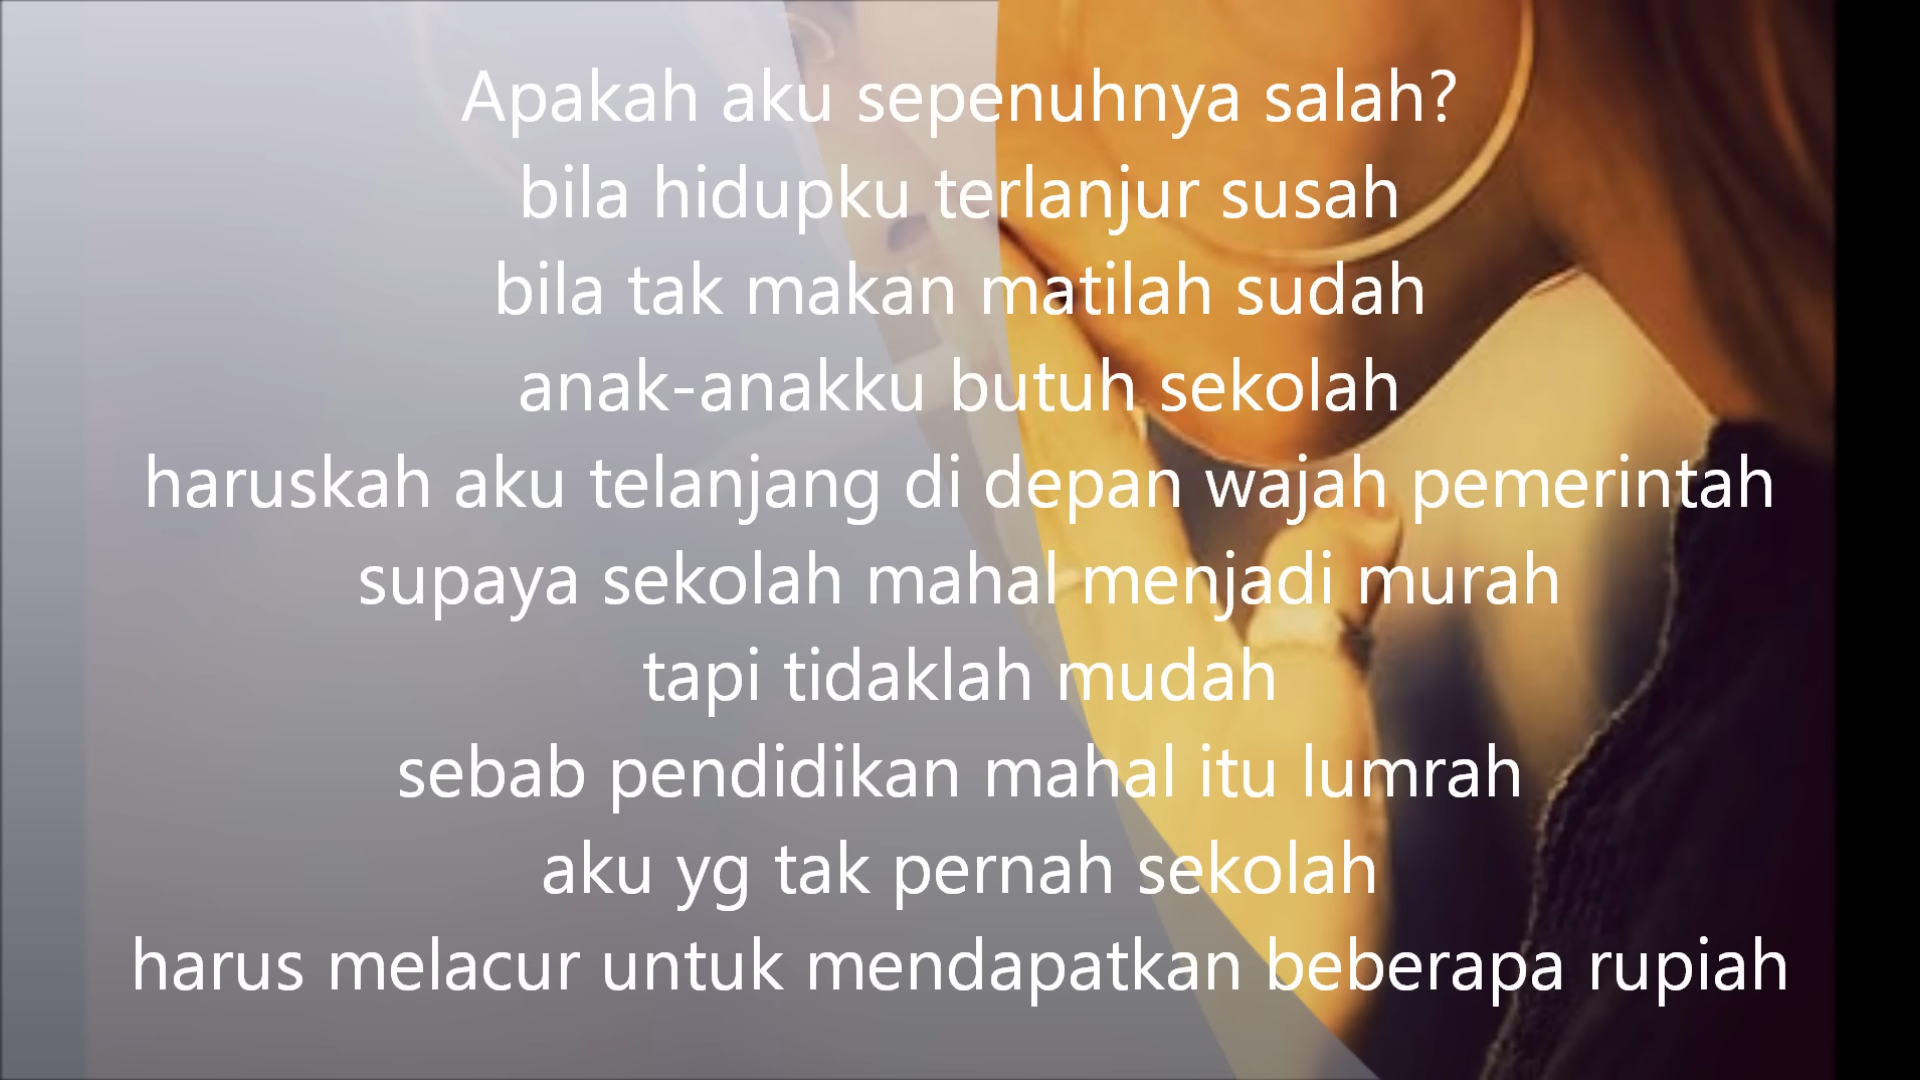 Apakah aku sepenuhnya salah?
bila hidupku terlanjur susah
bila tak makan matilah sudah
anak-anakku butuh sekolah
haruskah aku telanjang di depan wajah pemerintah
supaya sekolah mahal menjadi murah
tapi tidaklah mudah
sebab pendidikan mahal itu lumrah
aku yg tak pernah sekolah
harus melacur untuk mendapatkan beberapa rupiah